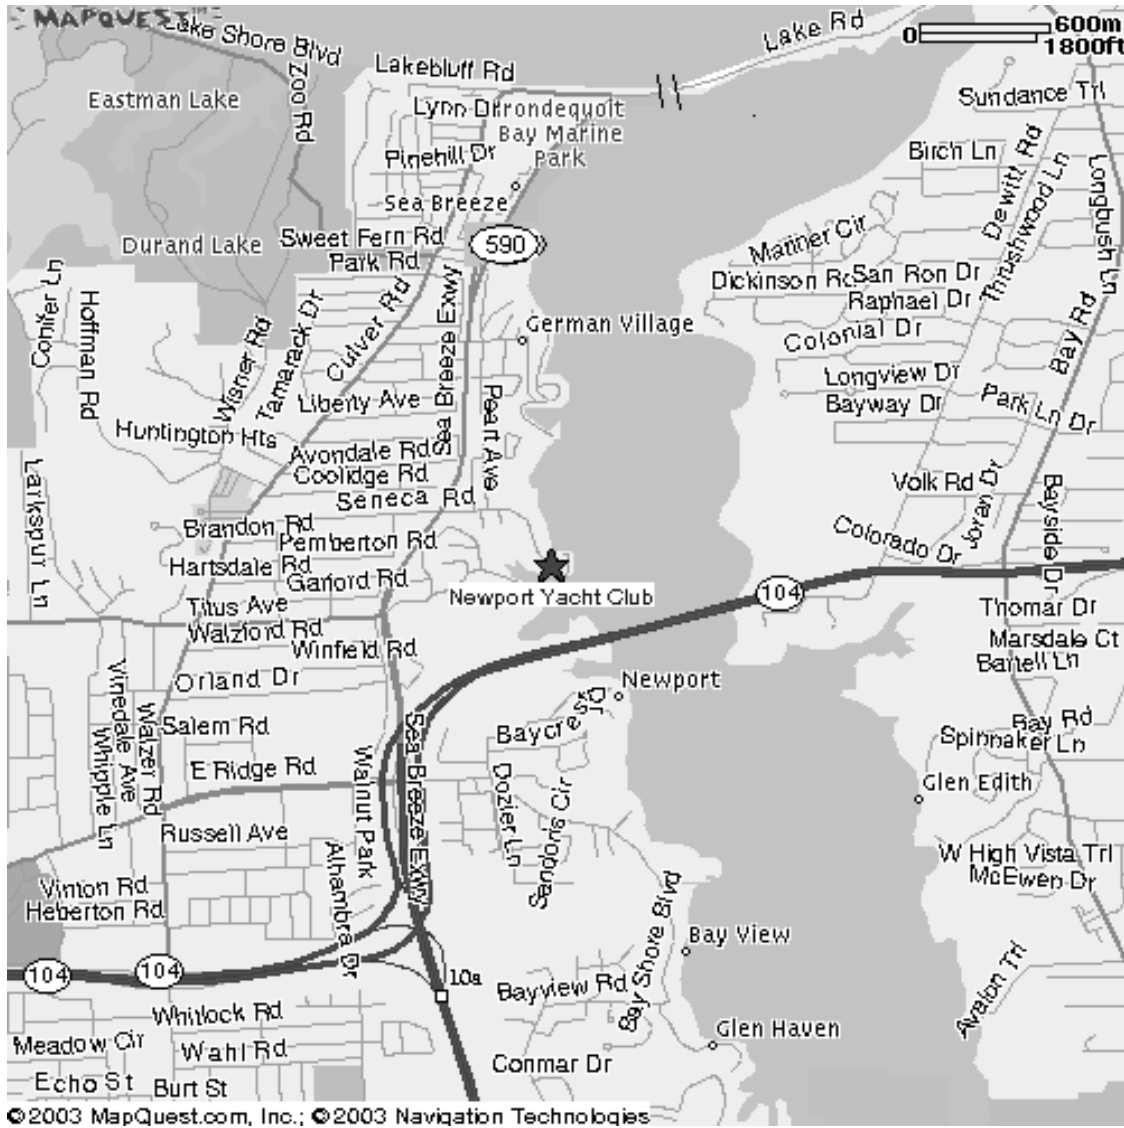 MAPQUEST
Lake Shore Blvd
Zoo Rd
Lake Rd
0
600m
1800ft
Lakebluff Rd
Eastman Lake
Lynn Dr
Irondequoit
Bay Marine
Park
Sundance Trl
Birch Ln
Pinehill Dr
Dewitt Rd
Thrushwood Ln
Longbush Ln
Sea Breeze
Durand Lake
Sweet Fern Rd
590
Park Rd
Mariner Cir
Dickinson Rd
San Ron Dr
Raphael Dr
Conifer Ln
Hoffman Rd
Wisner Rd
Tamarack Dr
Culver Rd
Sea Breeze Exwy
German Village
Colonial Dr
Bay Rd
Liberty Ave
Peart Ave
Longview Dr
Bayway Dr
Park Ln Dr
Huntington Hts
Avondale Rd
Coolidge Rd
Seneca Rd
Larkspur Ln
Volk Rd
Joran Dr
Bayside Dr
Brandon Rd
Pemberton Rd
Colorado Dr
Hartsdale Rd
Garford Rd
Newport Yacht Club
104
Titus Ave
Walzford Rd
Winfield Rd
Thomar Dr
Marsdale Ct
Bartell Ln
Orland Dr
Newport
Vinedale Ave
Whipple Ln
Walzer Rd
Salem Rd
Baycrest Dr
Bay Rd
Spinnaker Ln
E Ridge Rd
Walnut Park
Sea Breeze Exwy
Dozier Ln
Sandoris Cir
Glen Edith
Russell Ave
Alhambra Dr
W High Vista Trl
McEwen Dr
Vinton Rd
Heberton Rd
Bay Shore Blvd
Bay View
104
104
10a
Bayview Rd
Avalon Trl
Whitlock Rd
Glen Haven
Meadow Cir
Wahl Rd
Conmar Dr
Echo St
Burt St
©2003 MapQuest.com, Inc.; ©2003 Navigation Technologies